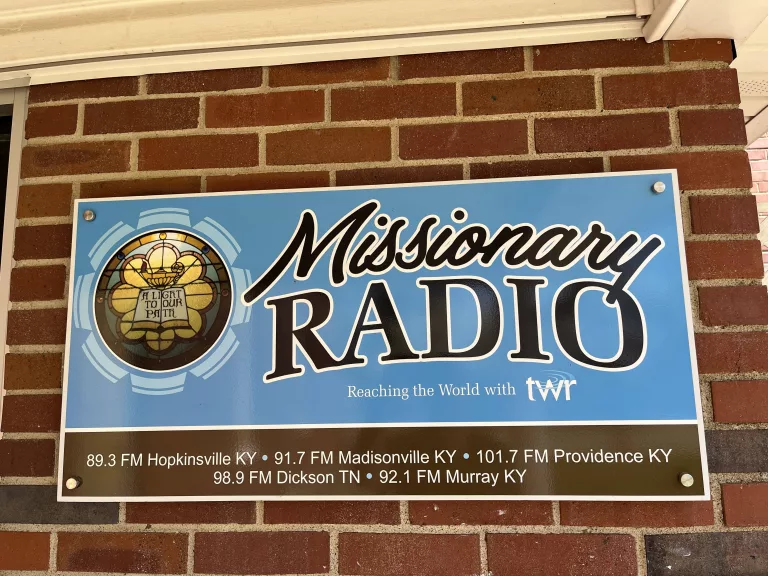 Missionary
RADIO
A LIGHT
TO OUR
PATH
Reaching the World with twr
89.3 FM Hopkinsville KY • 91.7 FM Madisonville KY • 101.7 FM Providence KY
98.9 FM Dickson TN • 92.1 FM Murray KY